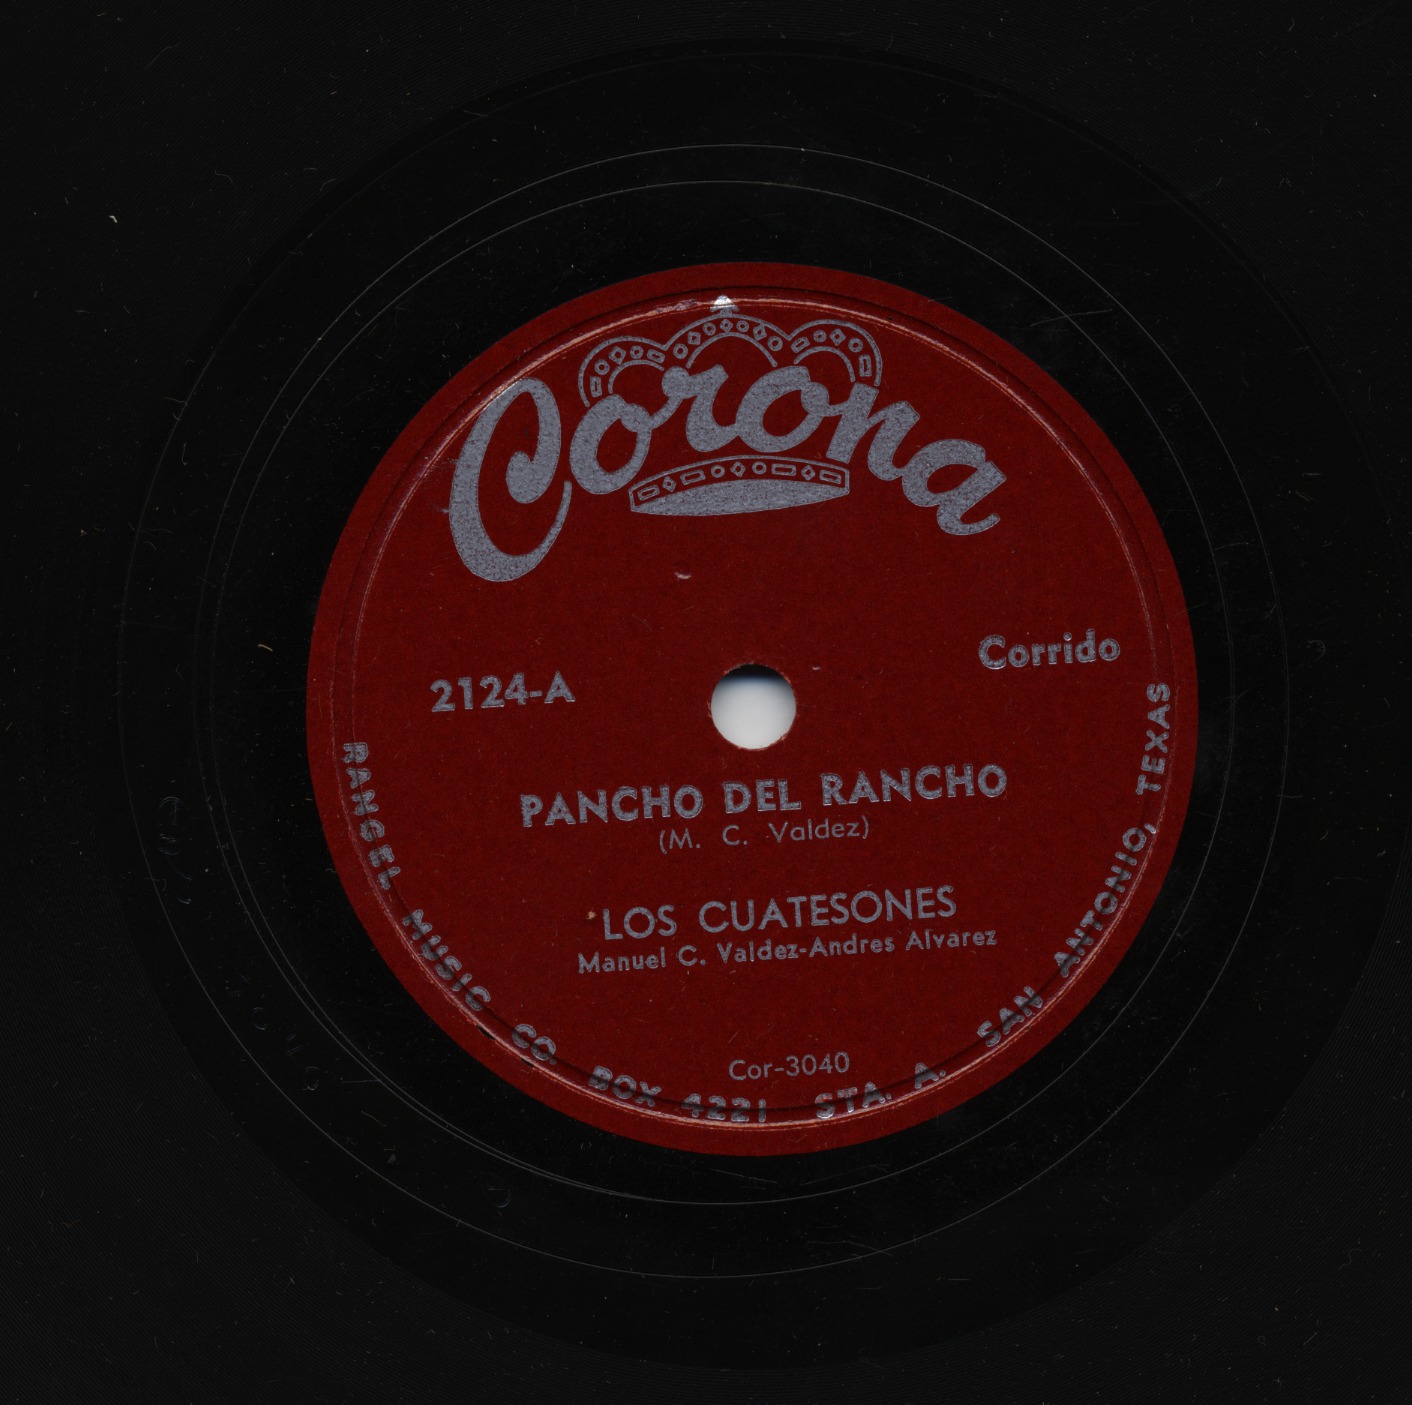 Corona
Corrido
2124-A
PANCHO DEL RANCHO
(M. C. Valdez)
LOS CUATESONES
Manuel C. Valdez-Andres Alvarez
Cor-3040
RANGEL MUSIC CO. BOX 4221 STA. A. SAN ANTONIO, TEXAS